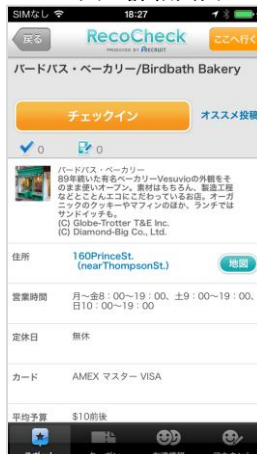 SIMなし 18:27
戻る
RecoCheck
PRODUCED BY RECRUIT
ここへ行く
バードバス・ベーカリー/Birdbath Bakery
チェックイン
オススメ投稿
0 0
バードバス・ベーカリー
89年続いた有名ベーカリーVesuvioの外観をそ
のまま使いオープン。素材はもちろん、製造工程
などとことんエコにこだわっているお店。オーガ
ニックのクッキーやマフィンのほか、ランチでは
サンドイッチも。
(C) Globe-Trotter T&E Inc.
(C) Diamond-Big Co., Ltd.
住所
160PrinceSt.
（nearThompsonSt.)
地図
営業時間
月～金8：00～19：00、土9：00～19：00、
日10：00～19：00
定休日
無休
カード
AMEX マスター VISA
平均予算
$10前後